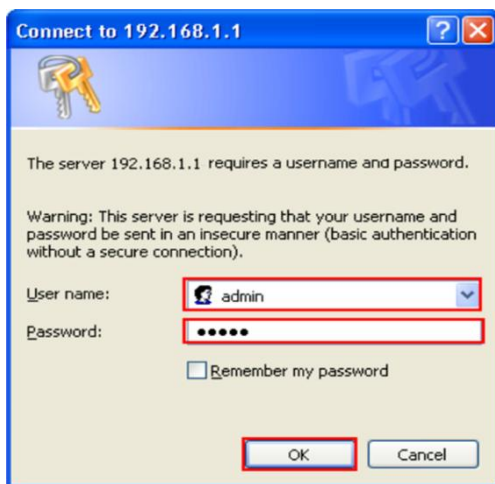 Connect to 192.168.1.1
The server 192.168.1.1 requires a username and password.
Warning: This server is requesting that your username and
password be sent in an insecure manner (basic authentication
without a secure connection).
User name:
admin
Password:
●●●●●
Remember my password
OK
Cancel